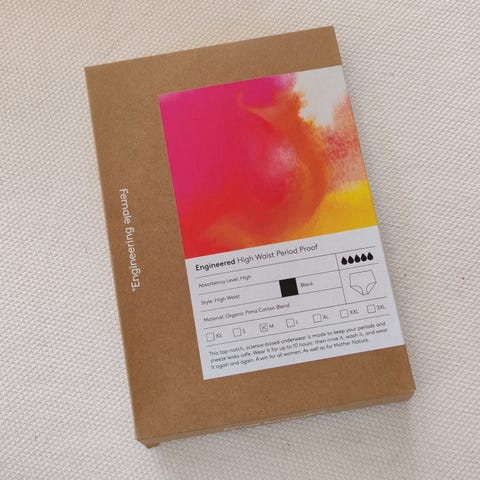 Female Engineering*
Engineered High Waist Period Proof
Absorbency Level: High
Style: High Waist
Black
Material: Organic Pima Cotton Blend
XS S M L XL XXL 3XL
This top-notch, science-based underwear is made to keep your periods and
sneeze leaks safe. Wear it for up to 10 hours: then rinse it, wash it, and wear
it again and again. A win for all women. As well as for Mother Nature.